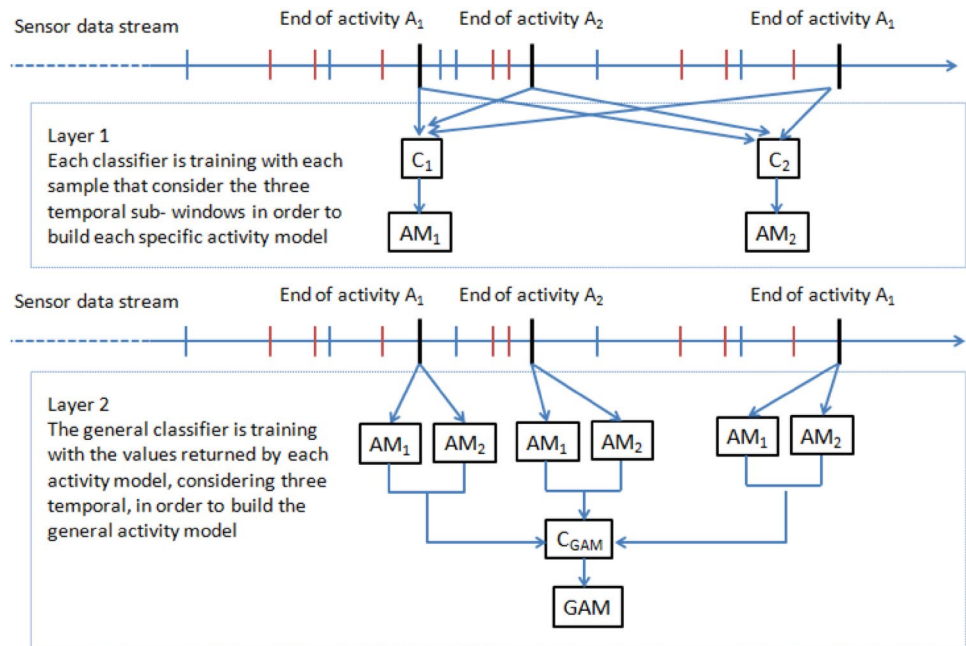 End of activity A₁ End of activity A₂ End of activity A₁
Sensor data stream
Layer 1
Each classifier is training with each
sample that consider the three
temporal sub- windows in order to
build each specific activity model
C₁ C₂
AM₁ AM₂
End of activity A₁ End of activity A₂ End of activity A₁
Sensor data stream
Layer 2
The general classifier is training
with the values returned by each
activity model, considering three
temporal, in order to build the
general activity model
AM₁ AM₂ AM₁ AM₂ AM₁ AM₂
C_GAM
GAM